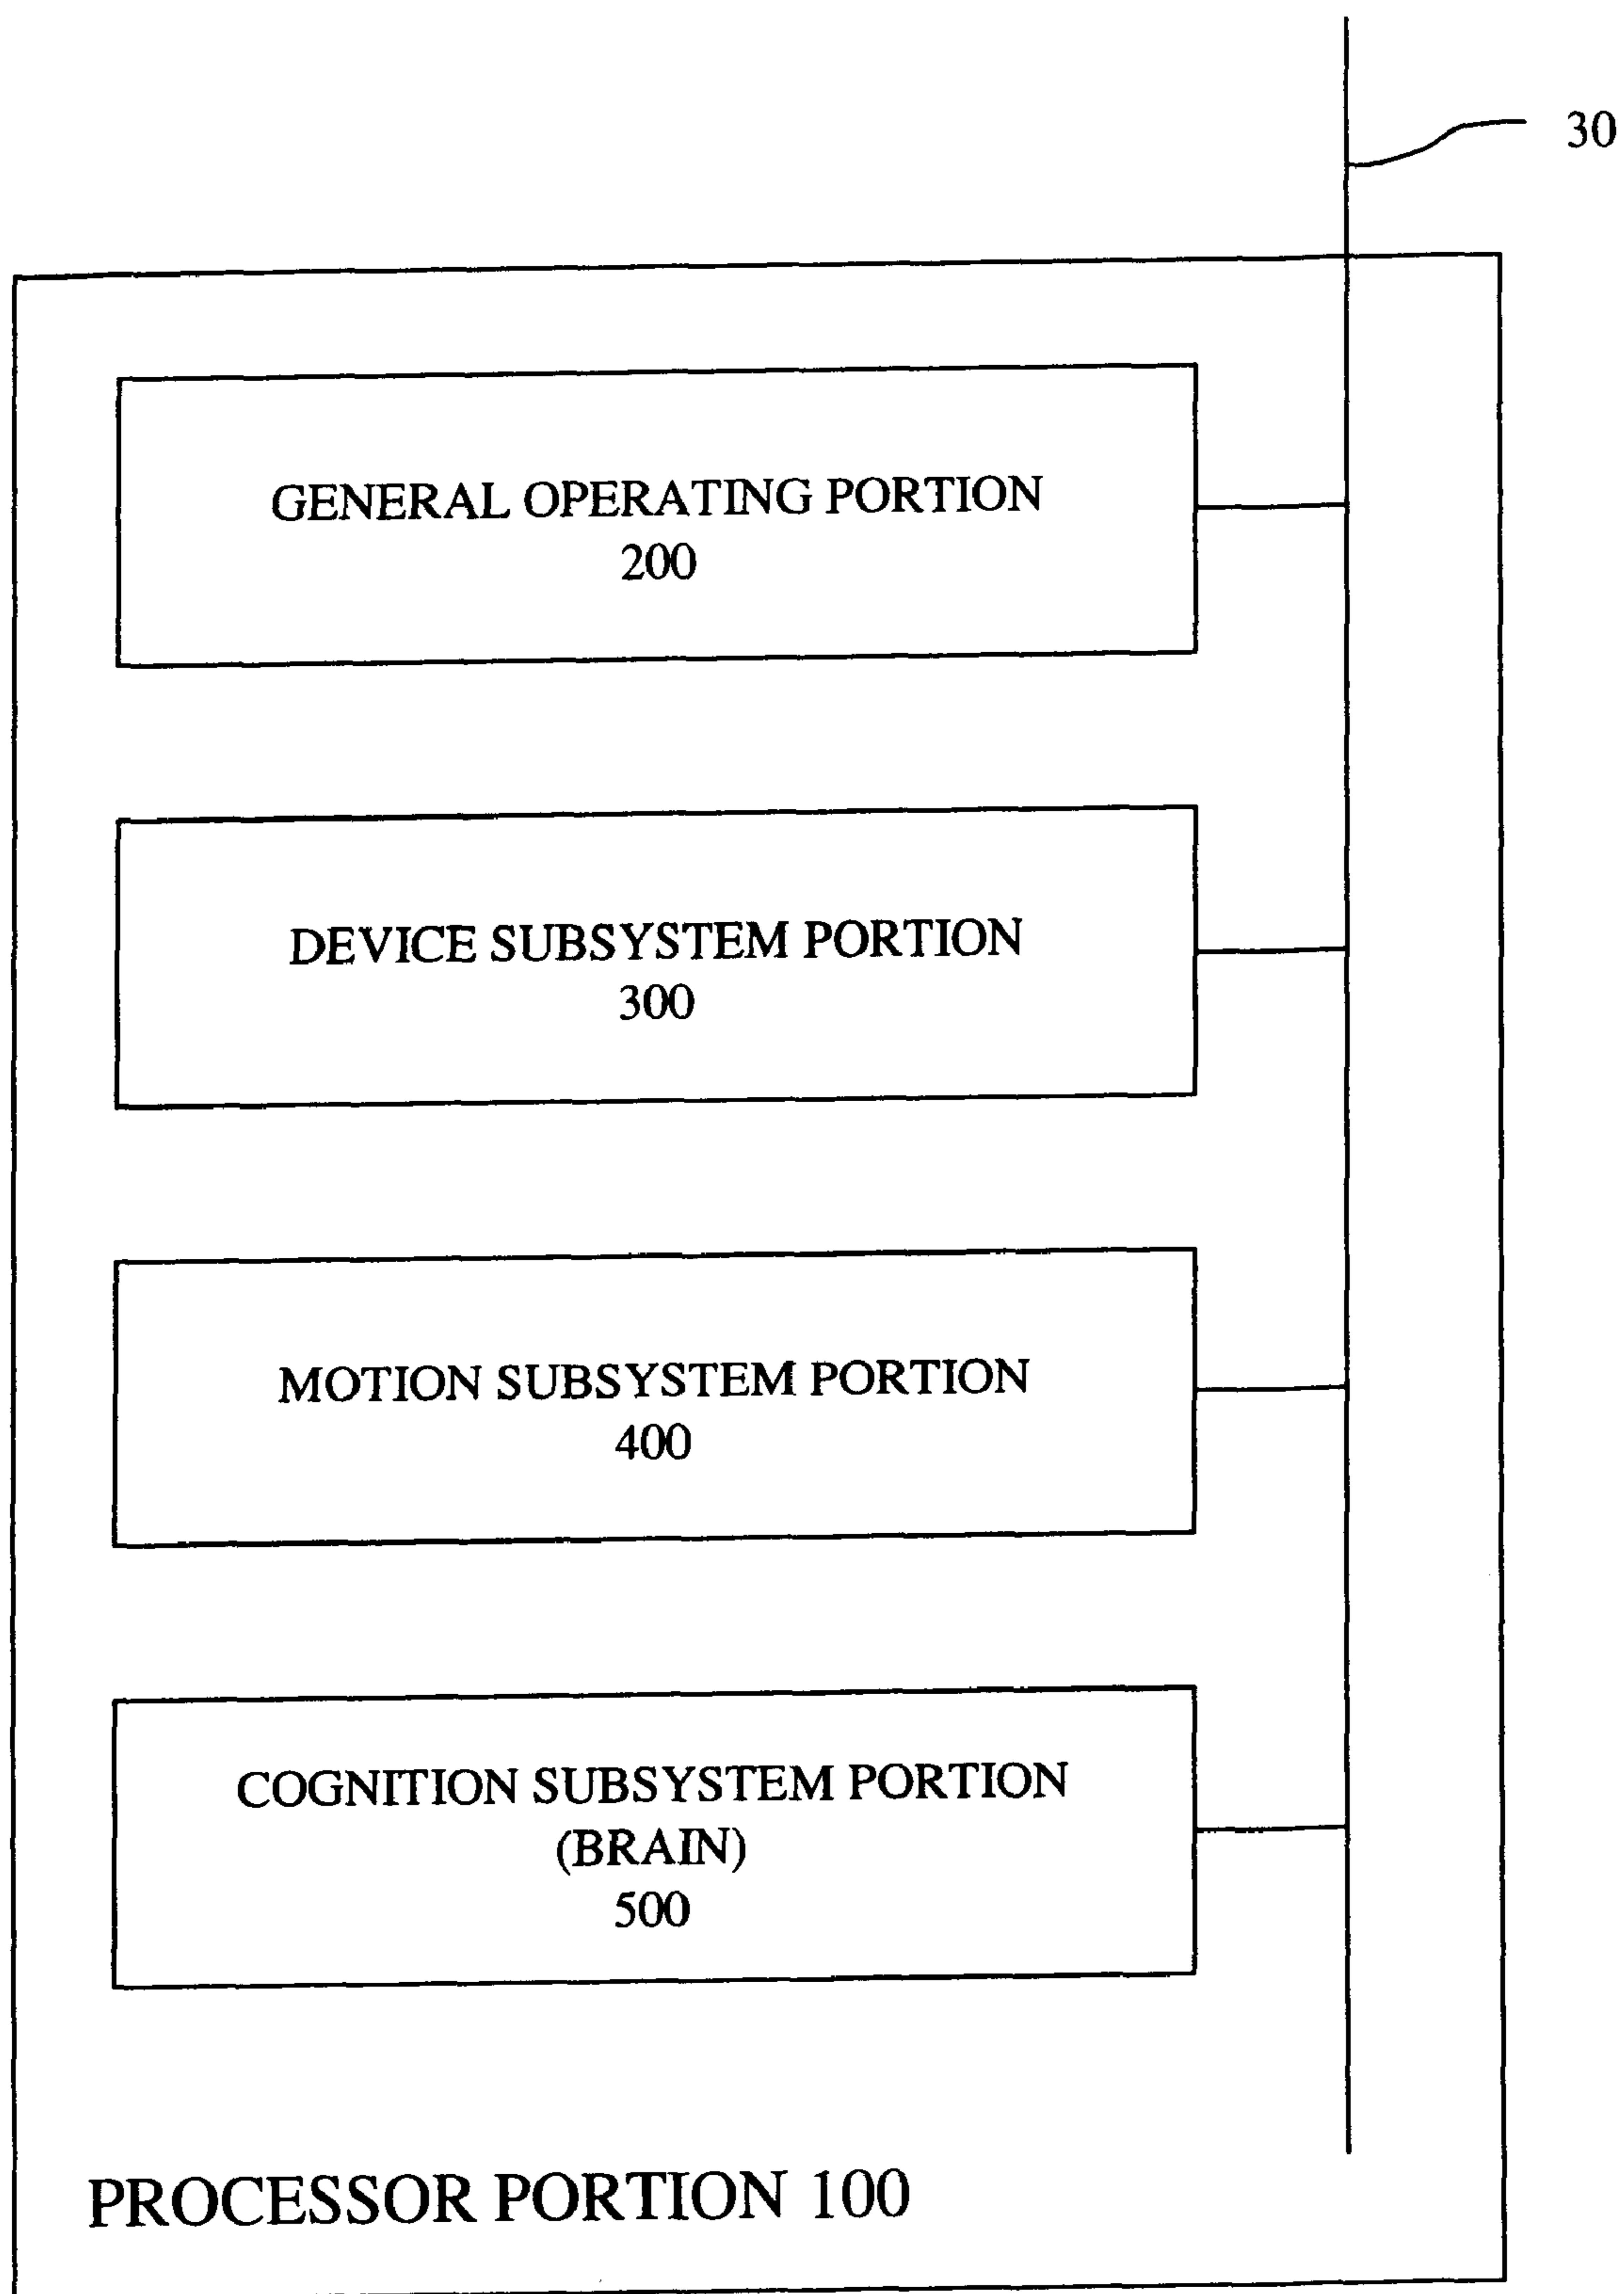 30
GENERAL OPERATING PORTION
200
DEVICE SUBSYSTEM PORTION
300
MOTION SUBSYSTEM PORTION
400
COGNITION SUBSYSTEM PORTION
(BRAIN)
500
PROCESSOR PORTION 100